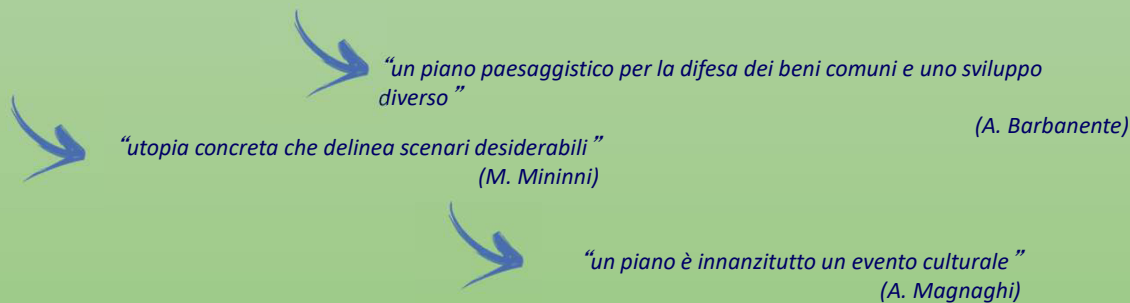 “un piano paesaggistico per la difesa dei beni comuni e uno sviluppo
diverso”
(A. Barbanente)
“utopia concreta che delinea scenari desiderabili”
(M. Mininni)
“un piano è innanzitutto un evento culturale”
(A. Magnaghi)